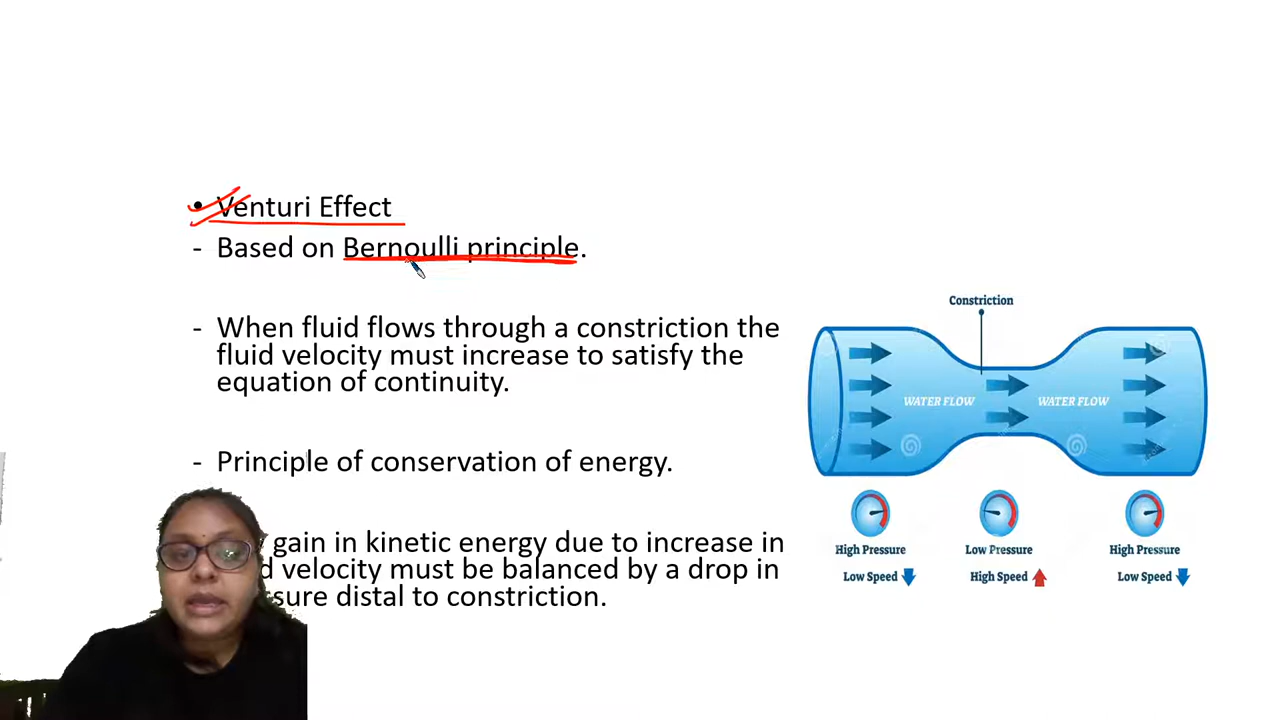 • Venturi Effect
- Based on Bernoulli principle.
- When fluid flows through a constriction the
fluid velocity must increase to satisfy the
equation of continuity.
- Principle of conservation of energy.
gain in kinetic energy due to increase in
velocity must be balanced by a drop in
distal to constriction.
Constriction
WATER FLOW WATER FLOW
High Pressure Low Pressure High Pressure
Low Speed High Speed Low Speed